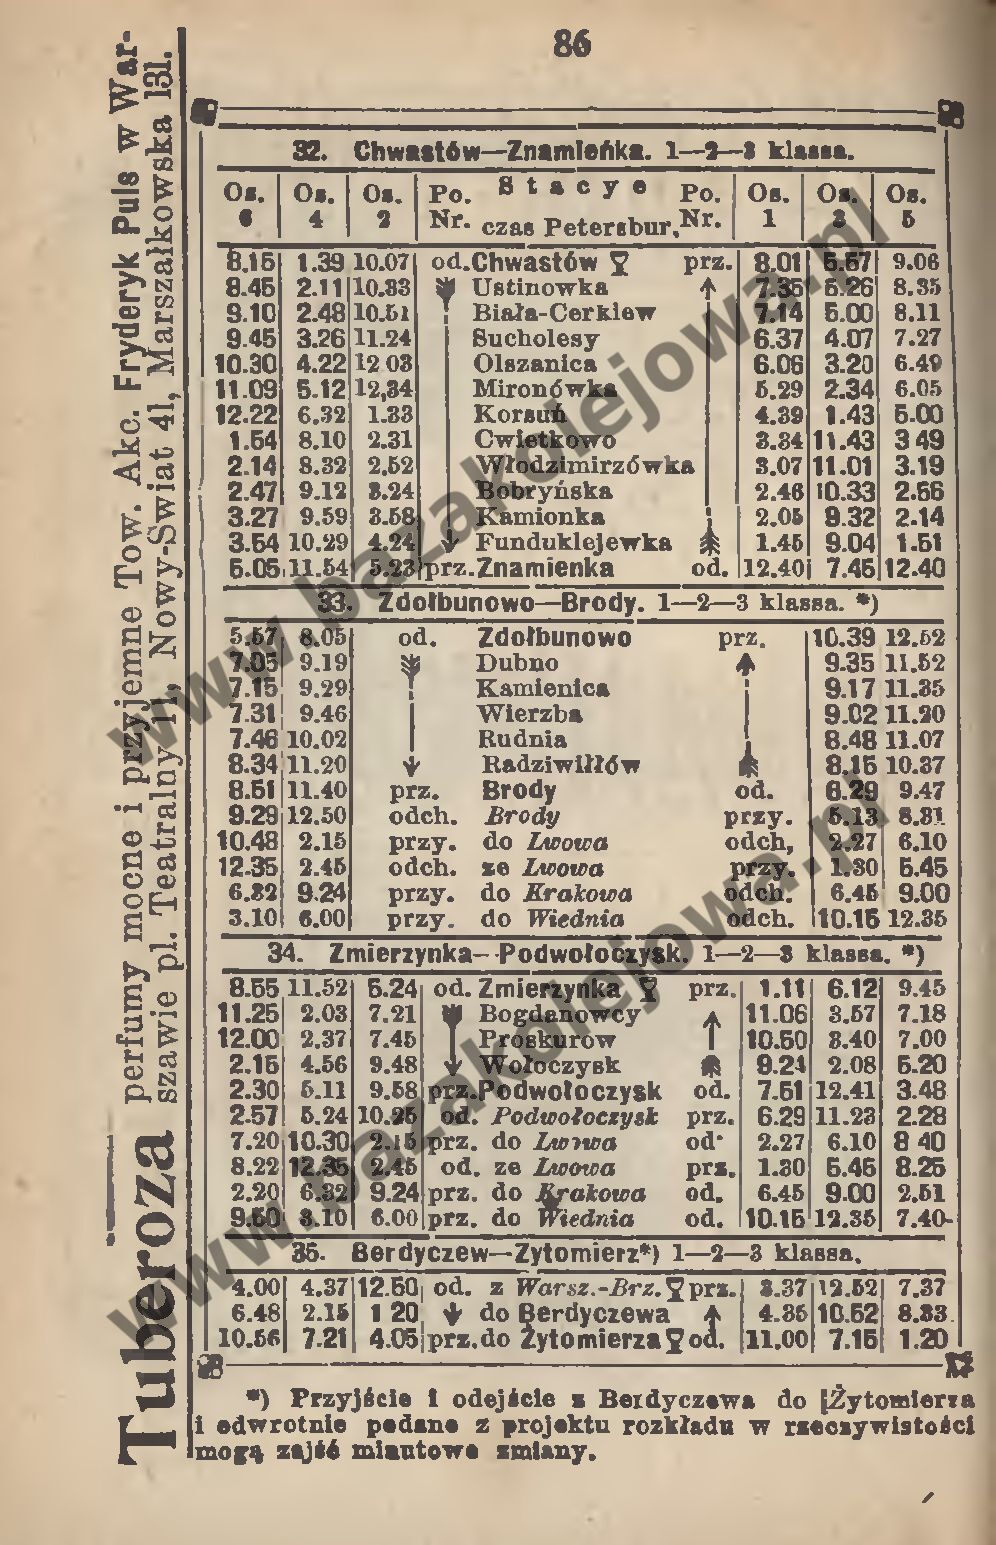 86
32. Chwastów—Znamieńka. 1—2—3 klassa.
Os. Os. Os. Po. Stacye Po. Os. Os. Os.
6 4 2 Nr. czas Petersbur. Nr. 1 3 5
8.15 1.39 10.07 od. Chwastów prz. 8.01 5.57 9.06
8.45 2.11 10.33 Ustinowka 7.35 5.26 8.35
9.10 2.48 10.51 Biała-Cerkiew 7.14 5.00 8.11
9.45 3.26 11.24 Sucholesy 6.37 4.07 7.27
10.30 4.22 12 03 Olszanica 6.06 3.20 6.49
11.09 5.12 12,34 Mironówka 5.29 2.34 6.05
12.22 6.32 1.33 Korsuń 4.39 1.43 5.00
1.54 8.10 2.31 Cwietkowo 3.34 11.43 3 49
2.14 8.32 2.52 Włodzimirzówka 3.07 11.01 3.19
2.47 9.12 3.24 Bobryńska 2.46 10.33 2.56
3.27 9.59 3.58 Kamionka 2.05 9.32 2.14
3.54 10.29 4.24 Funduklejewka 1.45 9.04 1.51
5.05 11.54 5.23 prz. Znamienka od. 12.40 7.45 12.40
33. Zdołbunowo—Brody. 1—2—3 klassa. *)
5.57 8.05 od. Zdołbunowo prz. 10.39 12.52
7.05 9.19 Dubno 9.35 11.52
7.15 9.29 Kamienica 9.17 11.35
7.31 9.46 Wierzba 9.02 11.20
7.46 10.02 Rudnia 8.48 11.07
8.34 11.20 Radziwiłłów 8.15 10.37
8.51 11.40 prz. Brody od. 6.29 9.47
9.29 12.50 odch. Brody przy. 5.13 8.31
10.48 2.15 przy. do Lwowa odch, 2.27 6.10
12.35 2.45 odch. ze Lwowa przy. 1.30 5.45
6.32 9.24 przy. do Krakowa odch. 6.45 9.00
3.10 6.00 przy. do Wiednia odch. 10.15 12.35
34. Zmierzynka—Podwołoczysk. 1—2—3 klassa. *)
8.55 11.52 5.24 od. Zmierzynka prz. 1.11 6.12 9.45
11.25 2.03 7.21 Bogdanowcy 11.06 3.57 7.18
12.00 2.37 7.45 Proskurow 10.50 3.40 7.00
2.15 4.56 9.48 Wołoczysk 9.24 2.08 5.20
2.30 5.11 9.58 prz. Podwołoczysk od. 7.51 12.41 3.48
2.57 5.24 10.25 od. Podwołoczysk prz. 6.29 11.23 2.28
7.20 10.30 2.15 prz. do Lwowa od. 2.27 6.10 8 40
8.22 12.35 2.45 od. ze Lwowa prz. 1.30 5.45 8.25
2.20 6.32 9.24 prz. do Krakowa od. 6.45 9.00 2.51
9.50 3.10 6.00 prz. do Wiednia od. 10.15 12.35 7.40
35. Berdyczew—Zytomierz*) 1—2—3 klassa.
4.00 4.37 12.50 od. z Warsz.-Brz. prz. 3.37 12.52 7.37
6.48 2.15 1 20 do Berdyczewa 4.35 10.52 8.33
10.56 7.21 4.05 prz. do Żytomierza od. 11.00 7.15 1.20
*) Przyjście i odejście z Berdyczewa do Żytomierza
i odwrotnie podane z projektu rozkładu w rzeczywistości
mogą zajść minutowe zmiany.
Tuberoza perfumy mocne i przyjemne Tow. Akc. Fryderyk Puls w War-
szawie pl. Teatralny 11, Nowy-Świat 41, Marszałkowska 131.
www.bazakolejowa.pl
www.bazakolejowa.pl